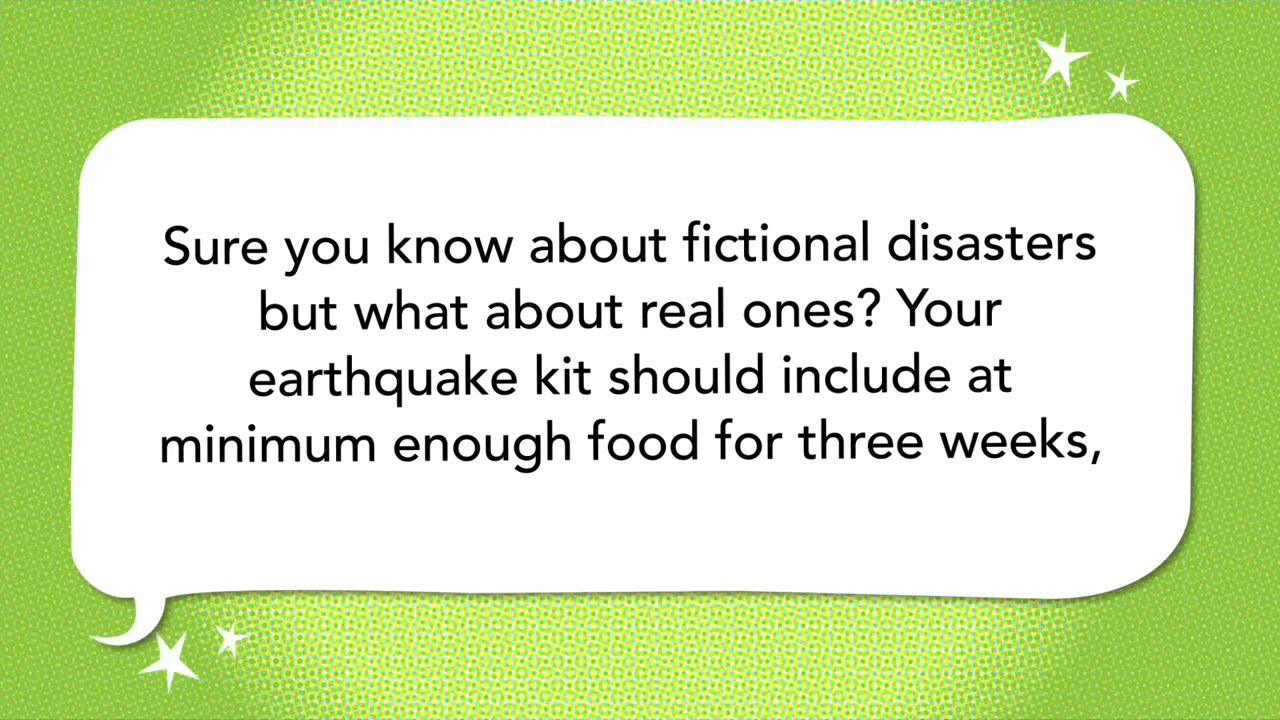 Sure you know about fictional disasters
but what about real ones? Your
earthquake kit should include at
minimum enough food for three weeks,